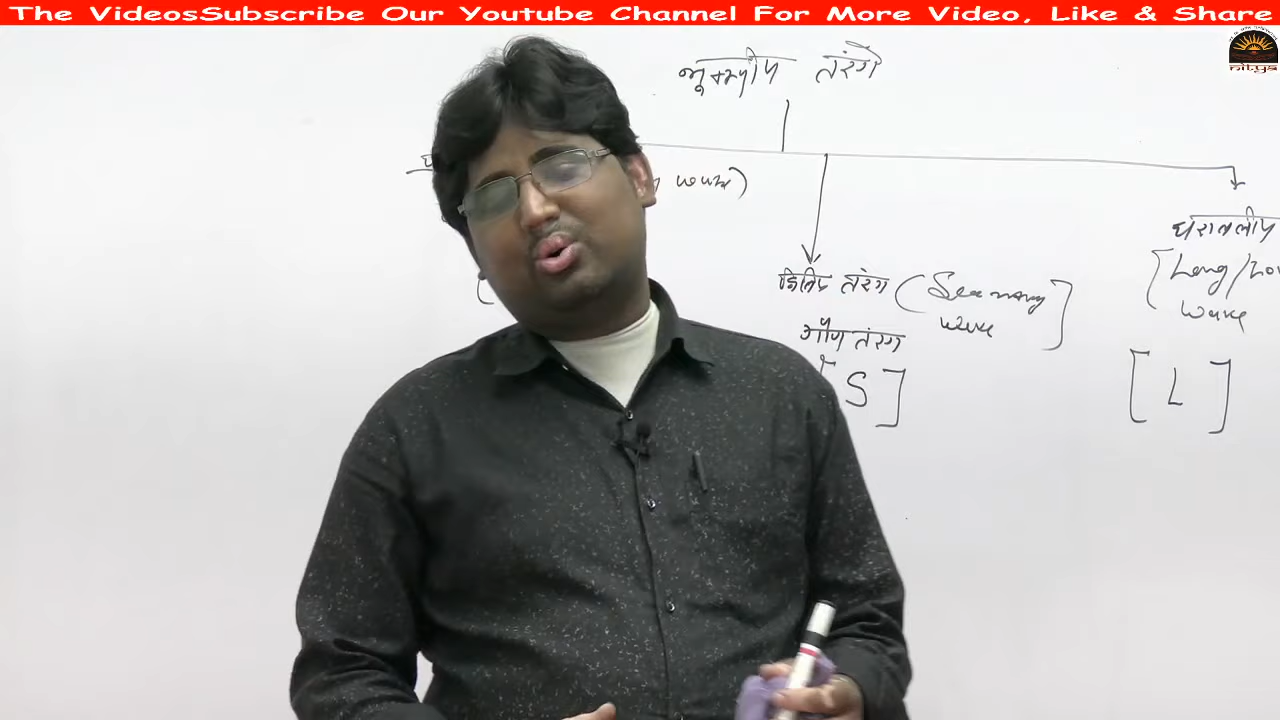 The VideosSubscribe Our Youtube Channel For More Video, Like & Share
nitya
भूकम्पीय तरंगें
wave)
द्वितीय तरंग (Secondary
wave]
गौण तरंग
[S]
धरातलीय
[Long/
wave
[L]